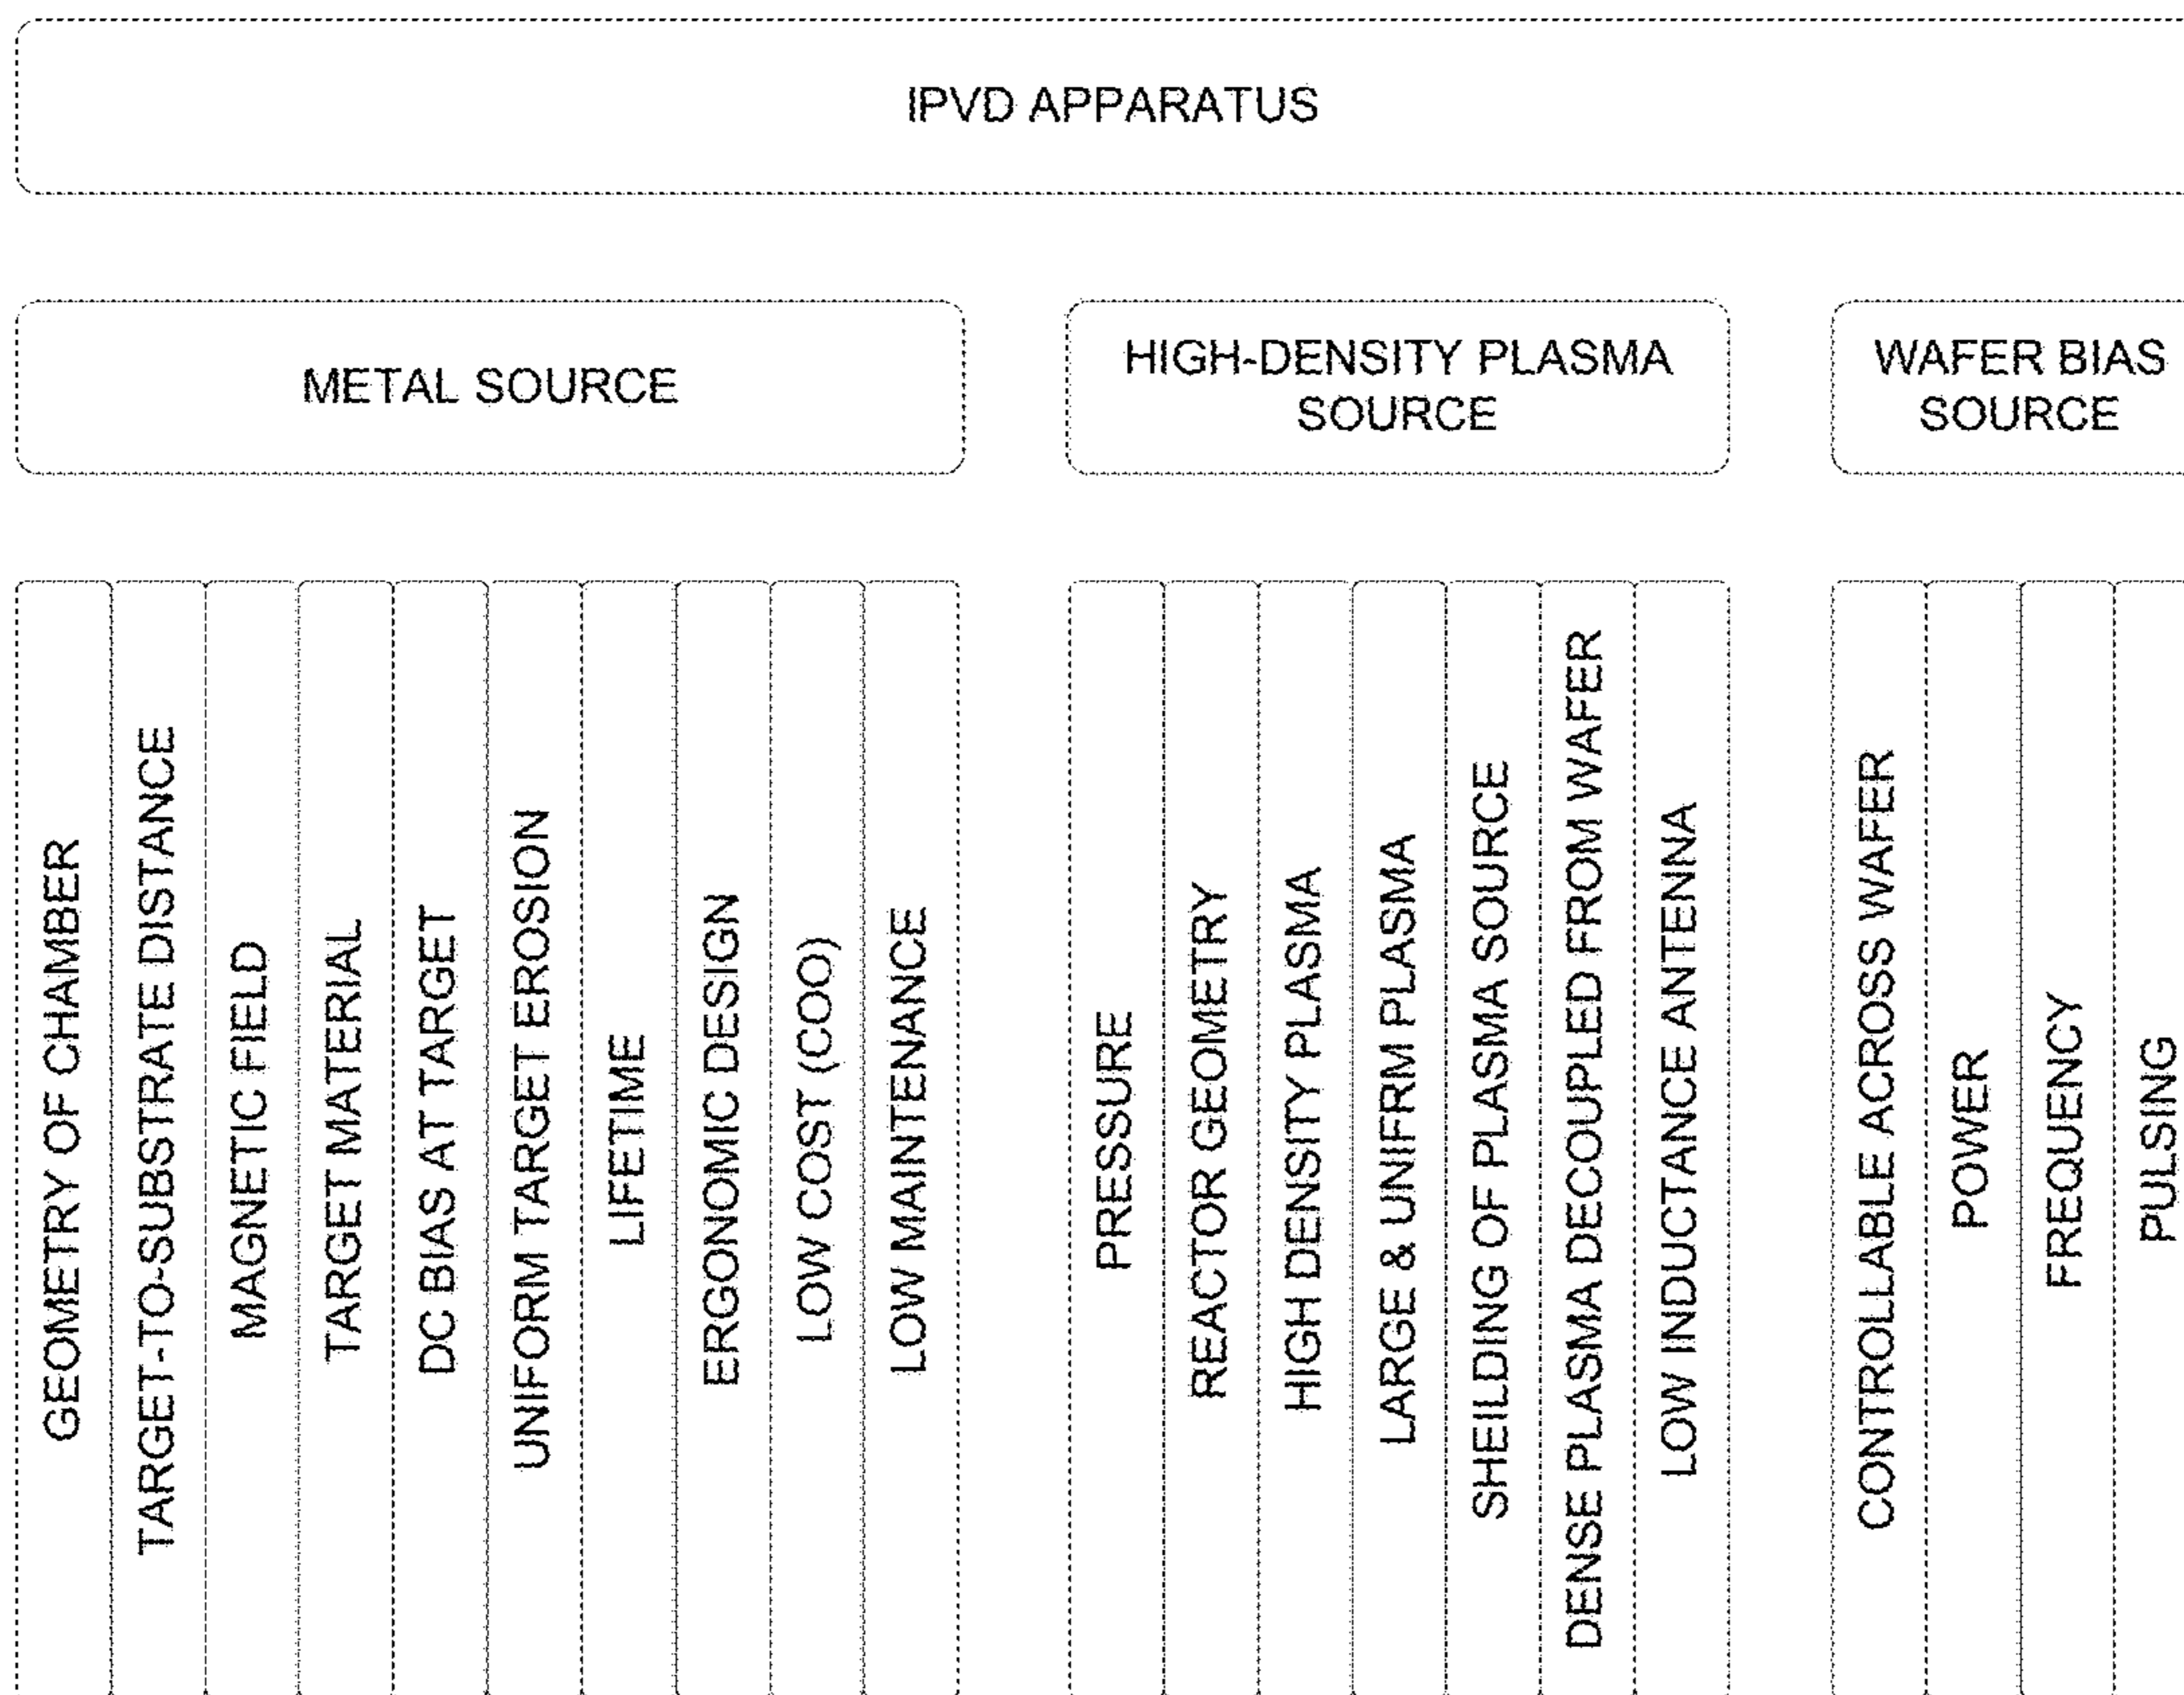 IPVD APPARATUS
METAL SOURCE
HIGH-DENSITY PLASMA
SOURCE
WAFER BIAS
SOURCE
GEOMETRY OF CHAMBER
TARGET-TO-SUBSTRATE DISTANCE
MAGNETIC FIELD
TARGET MATERIAL
DC BIAS AT TARGET
UNIFORM TARGET EROSION
LIFETIME
ERGONOMIC DESIGN
LOW COST (COO)
LOW MAINTENANCE
PRESSURE
REACTOR GEOMETRY
HIGH DENSITY PLASMA
LARGE & UNIFRM PLASMA
SHEILDING OF PLASMA SOURCE
DENSE PLASMA DECOUPLED FROM WAFER
LOW INDUCTANCE ANTENNA
CONTROLLABLE ACROSS WAFER
POWER
FREQUENCY
PULSING